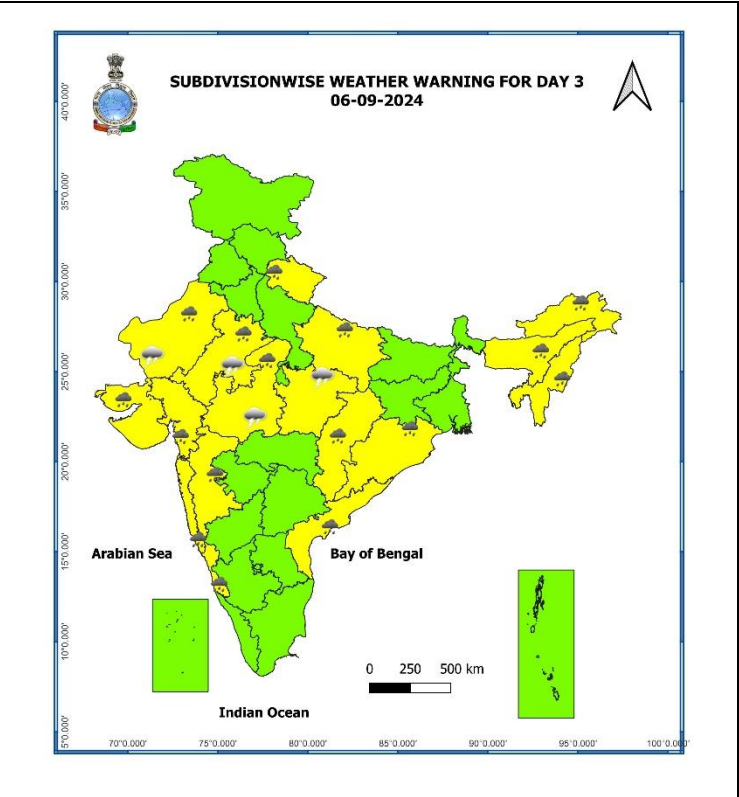 SUBDIVISIONWISE WEATHER WARNING FOR DAY 3
06-09-2024
40°0.000'
35°0.000'
30°0.000'
25°0.000'
20°0.000'
15°0.000'
10°0.000'
5°0.000'
Arabian Sea
Bay of Bengal
0 250 500 km
Indian Ocean
70°0.000' 75°0.000' 80°0.000' 85°0.000' 90°0.000' 95°0.000' 100°0.000'